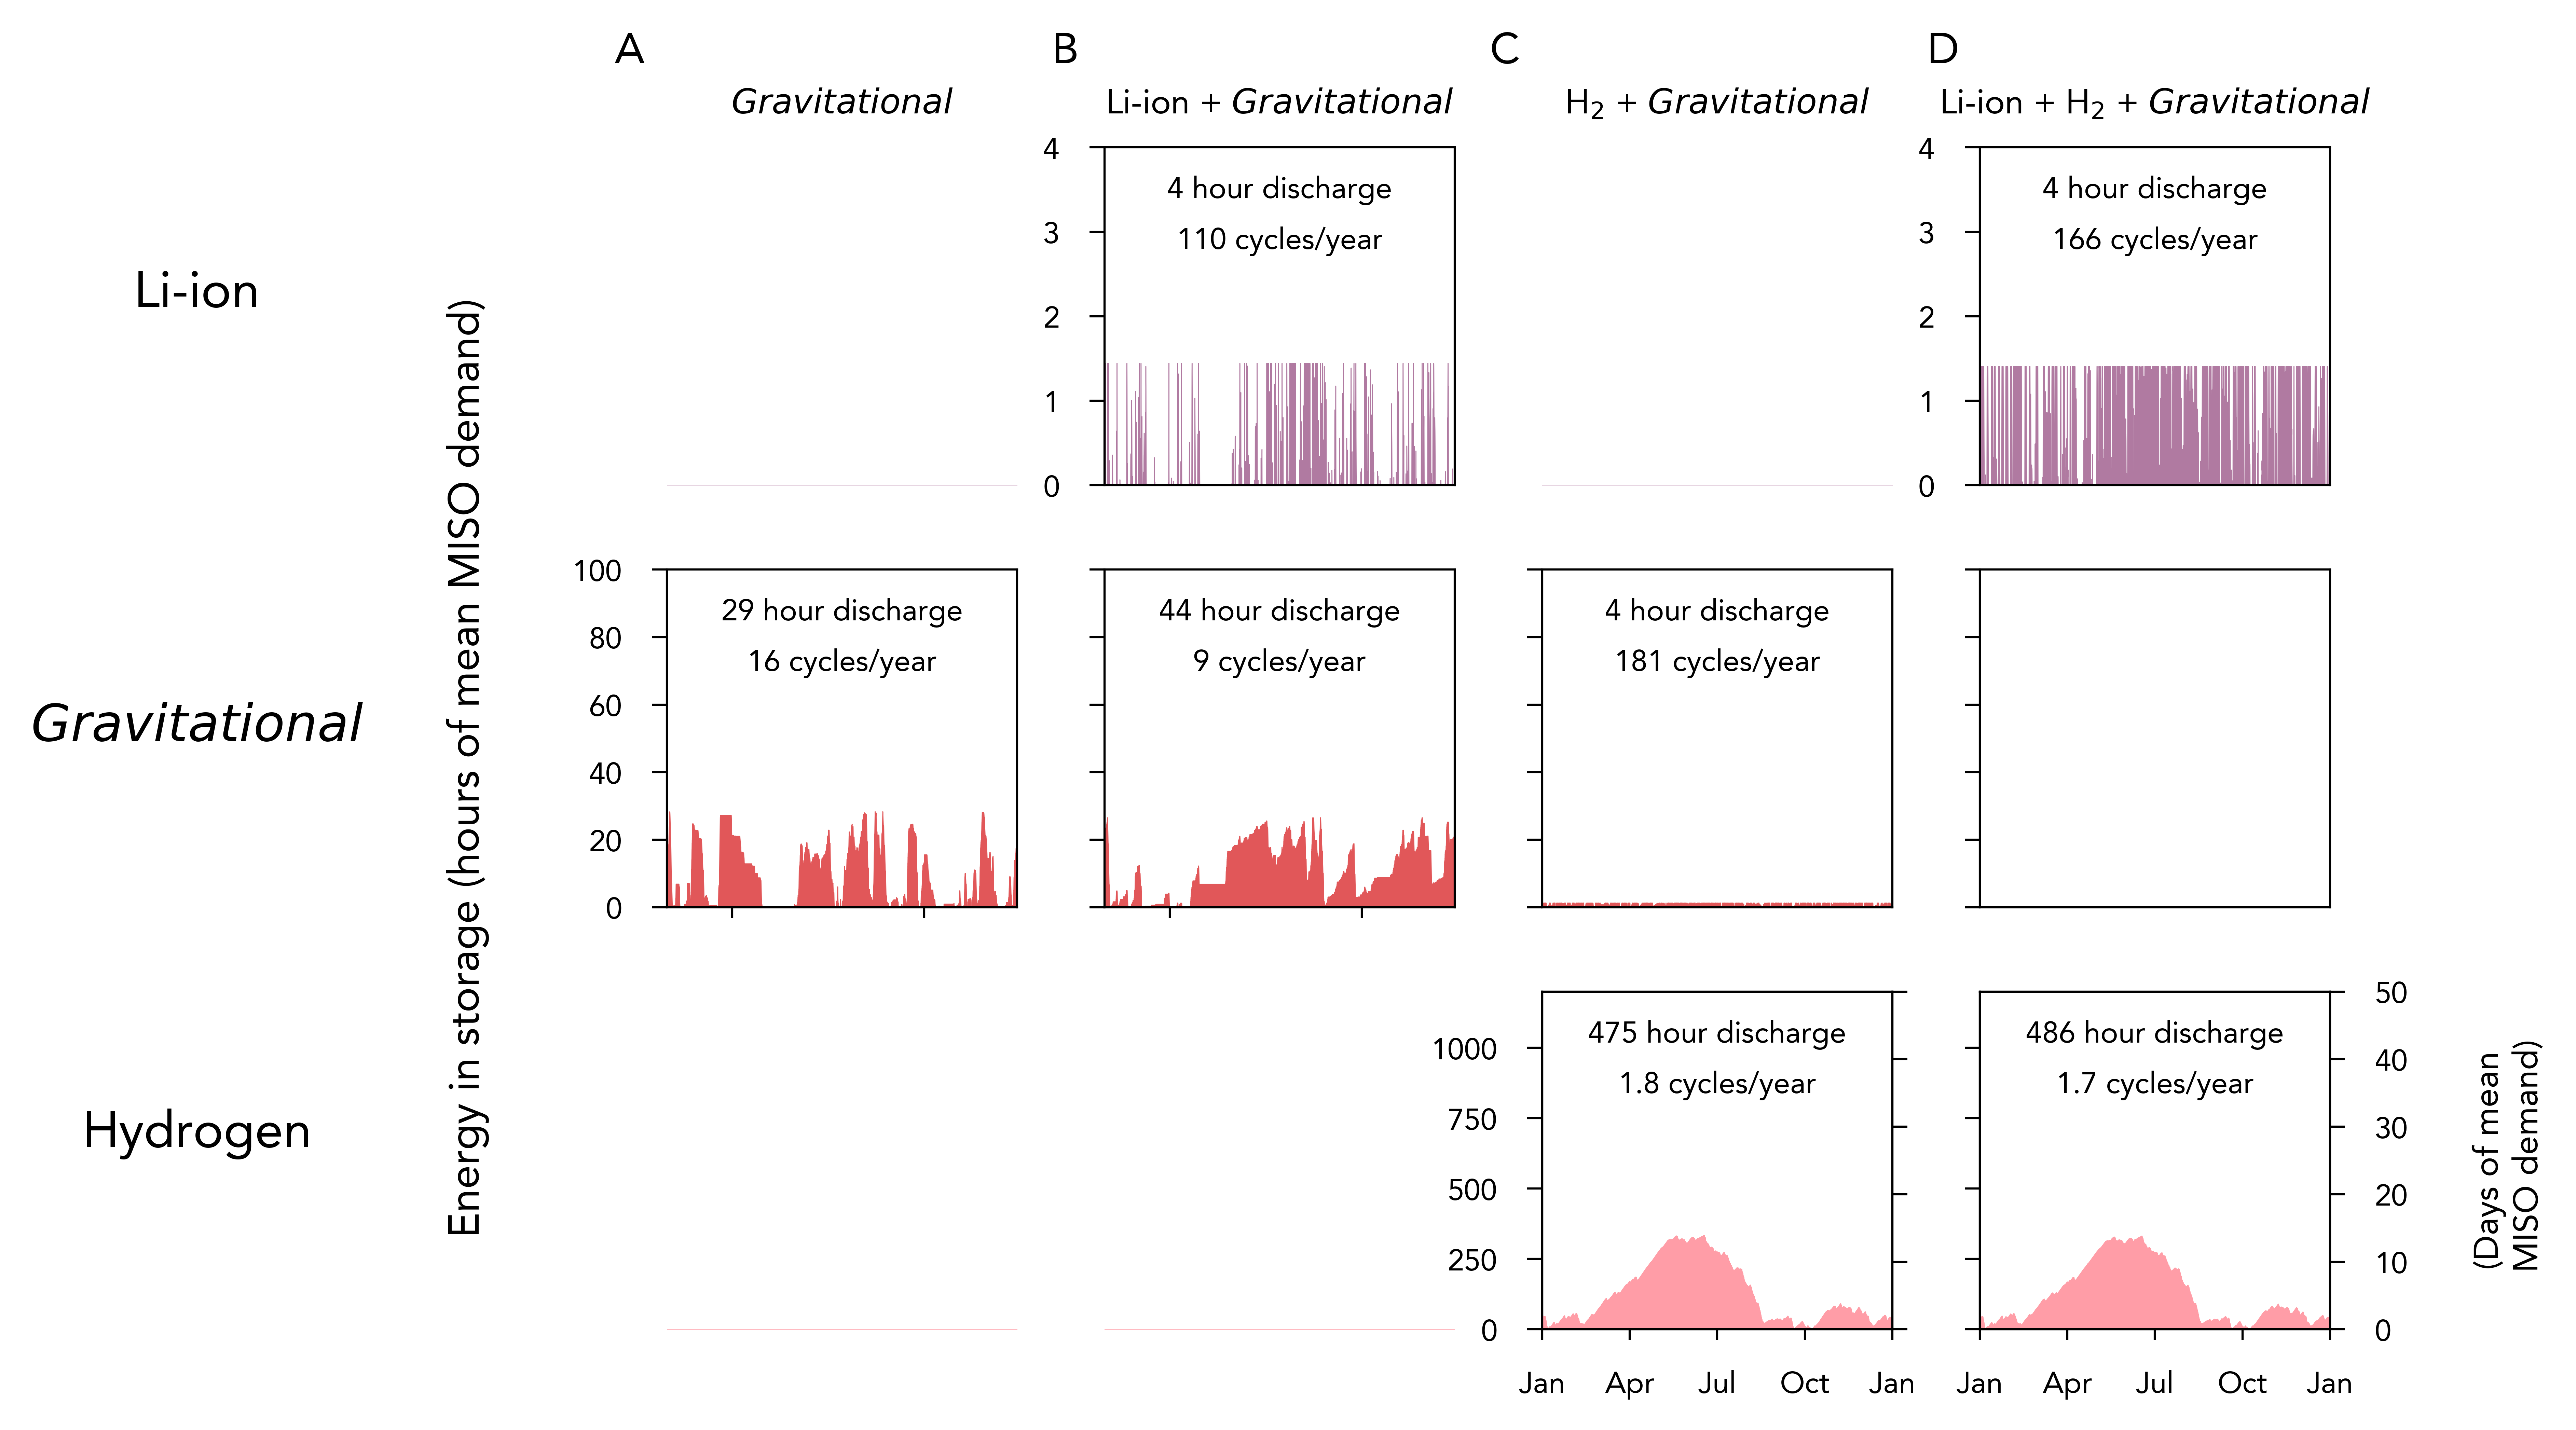 A
B
C
D
Gravitational
Li-ion + Gravitational
H₂ + Gravitational
Li-ion + H₂ + Gravitational
Li-ion
Energy in storage (hours of mean MISO demand)
4
3
2
1
0
4 hour discharge
110 cycles/year
4
3
2
1
0
4 hour discharge
166 cycles/year
Gravitational
100
80
60
40
20
0
29 hour discharge
16 cycles/year
44 hour discharge
9 cycles/year
4 hour discharge
181 cycles/year
Hydrogen
1000
750
500
250
0
475 hour discharge
1.8 cycles/year
Jan Apr Jul Oct Jan
486 hour discharge
1.7 cycles/year
Jan Apr Jul Oct Jan
50
40
30
20
10
0
(Days of mean
MISO demand)